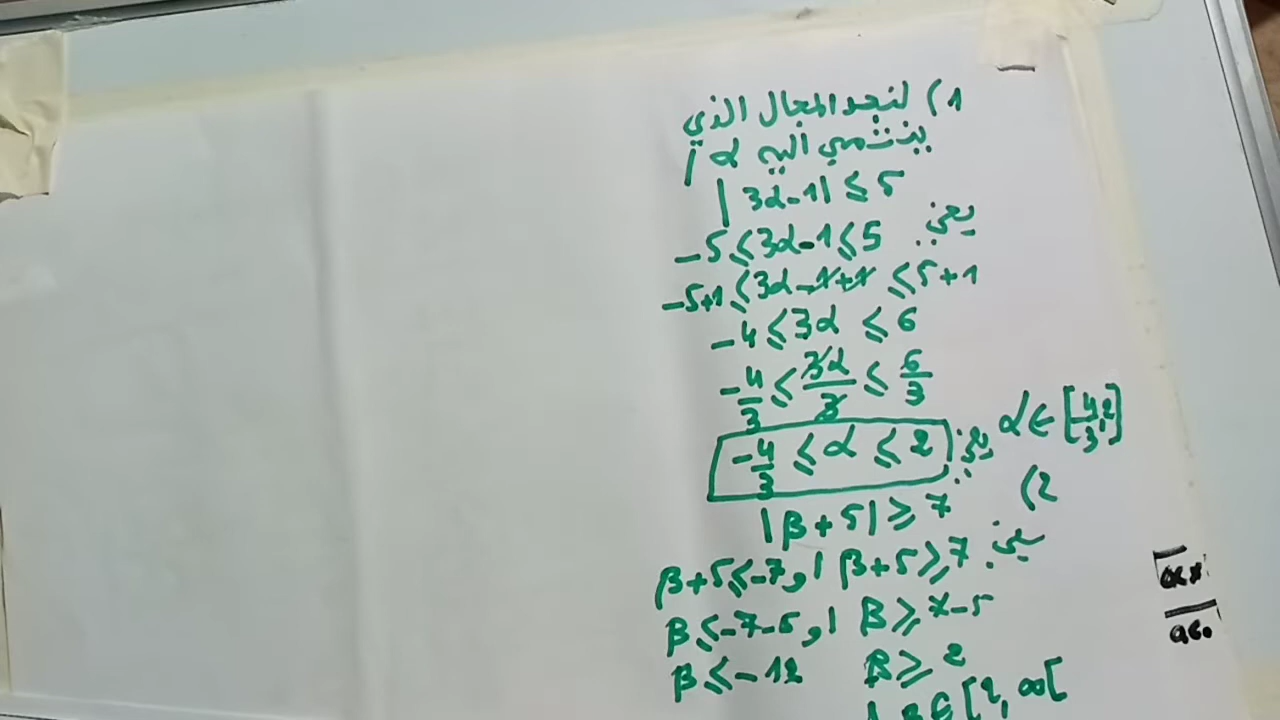 1) لنجد المجال الذي
ينتمي اليه α |
|3α-1| ≤ 5
-5 ≤ 3α-1 ≤ 5 يعني
-5+1 ≤ 3α-1+1 ≤ 5+1
-4 ≤ 3α ≤ 6
-4/3 ≤ 3α/3 ≤ 6/3
-4/3 ≤ α ≤ 2 يعني α ∈ [4/3, 2]
2)
|β+5| ≥ 7
β+5 ≤ -7 او β+5 ≥ 7 يعني
β ≤ -7-5 او β ≥ 7-5
β ≤ -12 β ≥ 2
β ∈ [2, ∞[